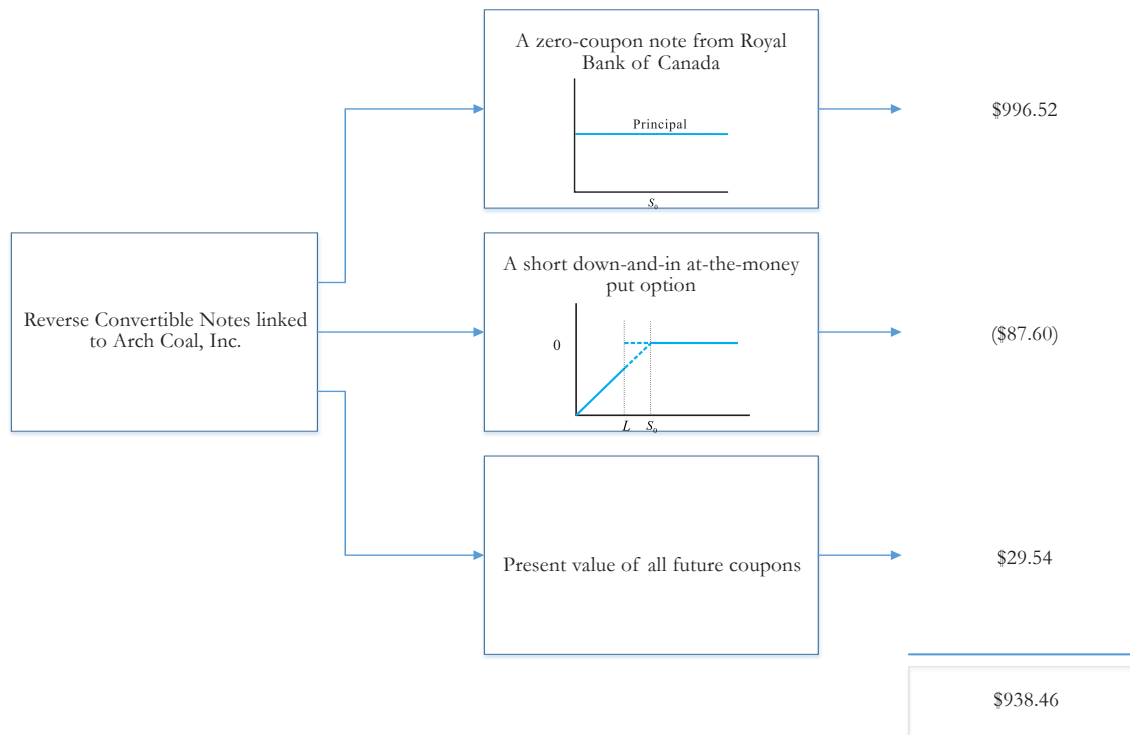 A zero-coupon note from Royal
Bank of Canada
Principal
S₀
$996.52
Reverse Convertible Notes linked
to Arch Coal, Inc.
A short down-and-in at-the-money
put option
0
L S₀
($87.60)
Present value of all future coupons
$29.54
$938.46